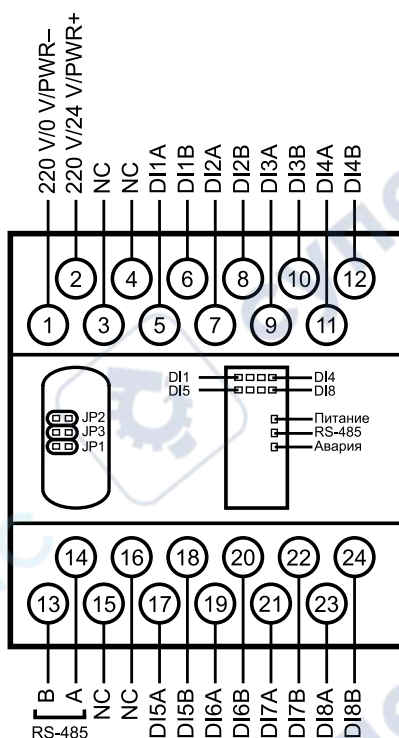 220 V/0 V/PWR–
220 V/24 V/PWR+
NC
NC
DI1A
DI1B
DI2A
DI2B
DI3A
DI3B
DI4A
DI4B
2
4
6
8
10
12
1
3
5
7
9
11
DI1
DI4
DI5
DI8
JP2
JP3
JP1
Питание
RS-485
Авария
14
16
18
20
22
24
13
15
17
19
21
23
B
A
NC
NC
DI5A
DI5B
DI6A
DI6B
DI7A
DI7B
DI8A
DI8B
RS-485